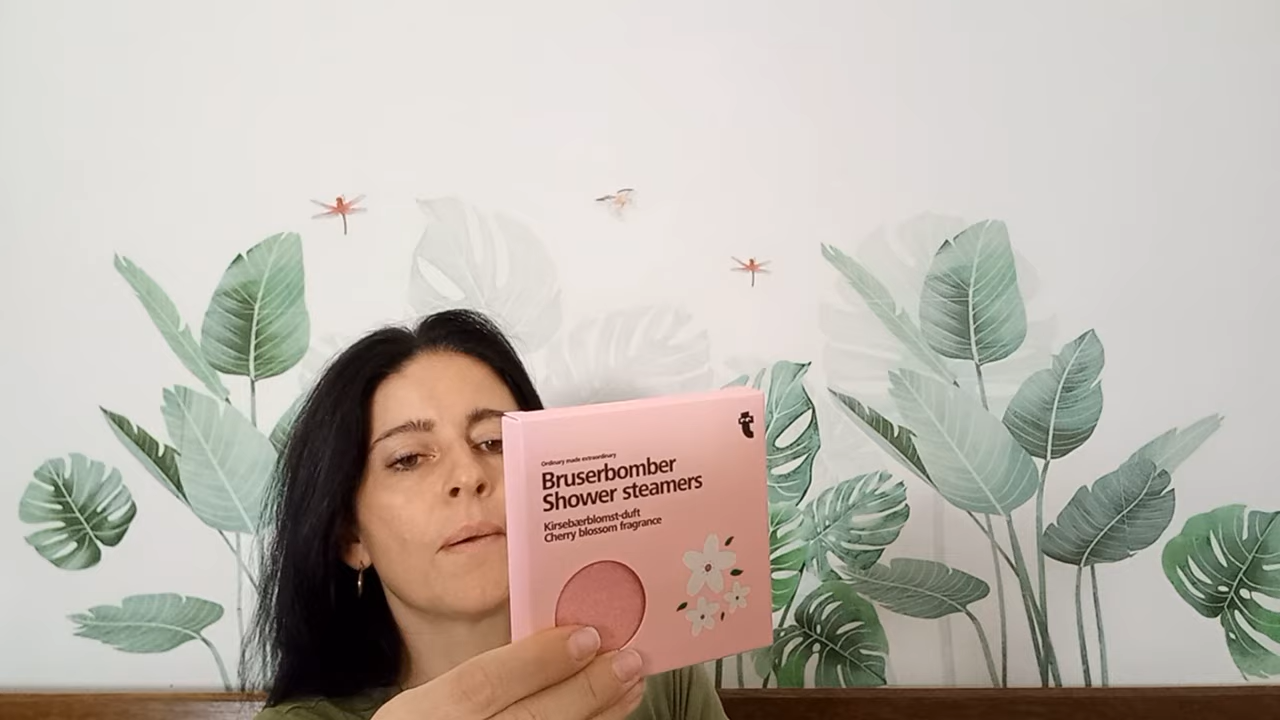 Ordinary made extraordinary
Bruserbomber
Shower steamers
Kirsebærblomst-duft
Cherry blossom fragrance